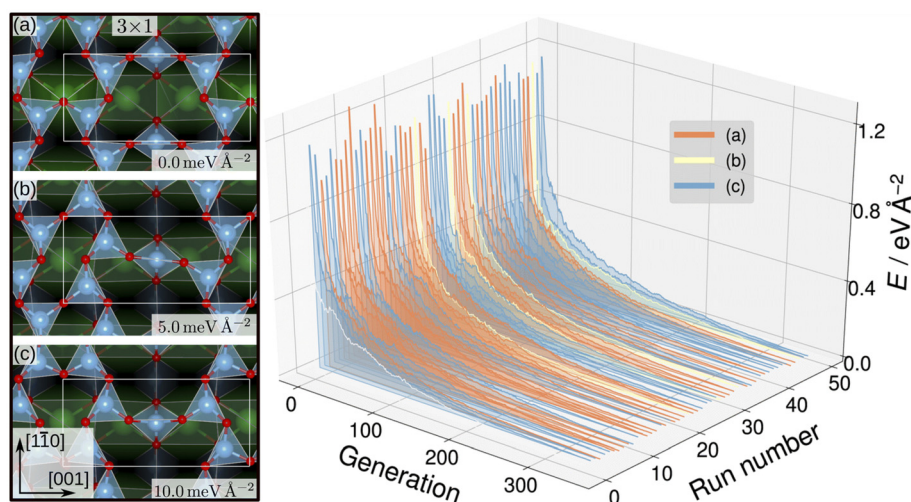 (a)
3×1
0.0 meV Å⁻²
(b)
5.0 meV Å⁻²
(c)
[11̄0]
[001]
10.0 meV Å⁻²
(a)
(b)
(c)
1.2
0.8
0.4
0.0
E / eV Å⁻²
0
100
200
300
Generation
0
10
20
30
40
50
Run number